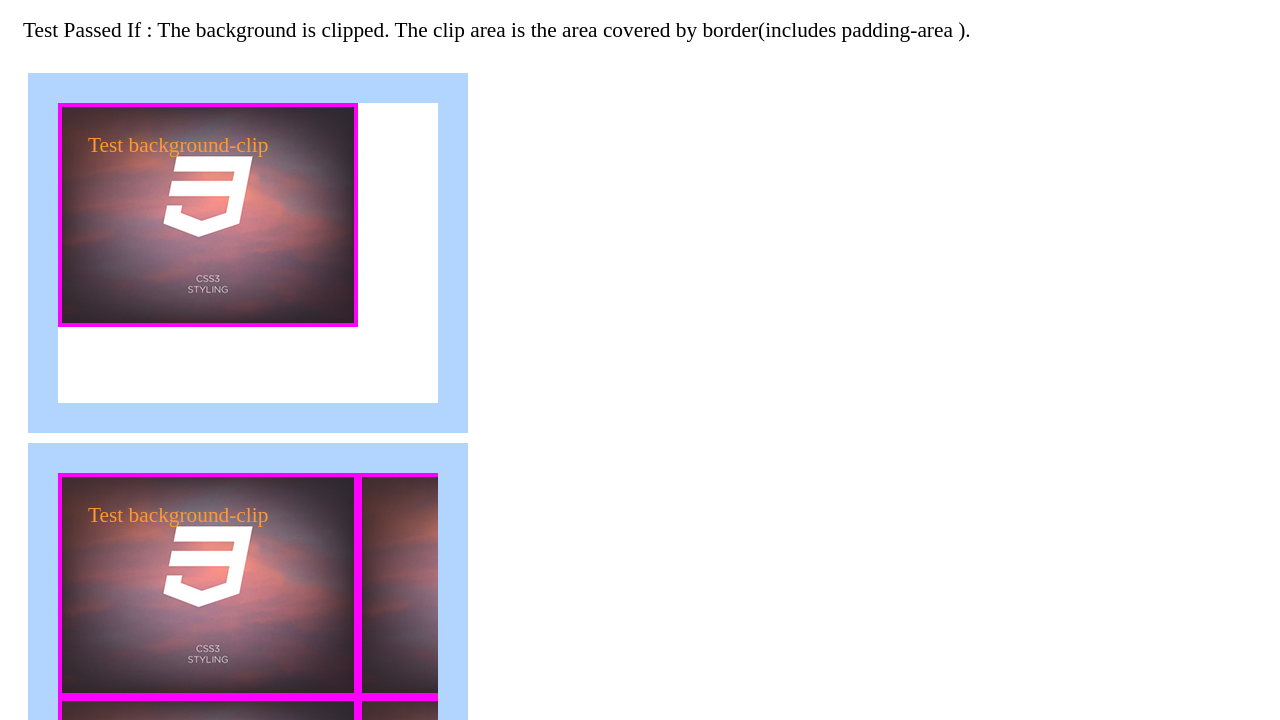 Test Passed If : The background is clipped. The clip area is the area covered by border(includes padding-area ).
Test background-clip
CSS3
STYLING
Test background-clip
CSS3
STYLING